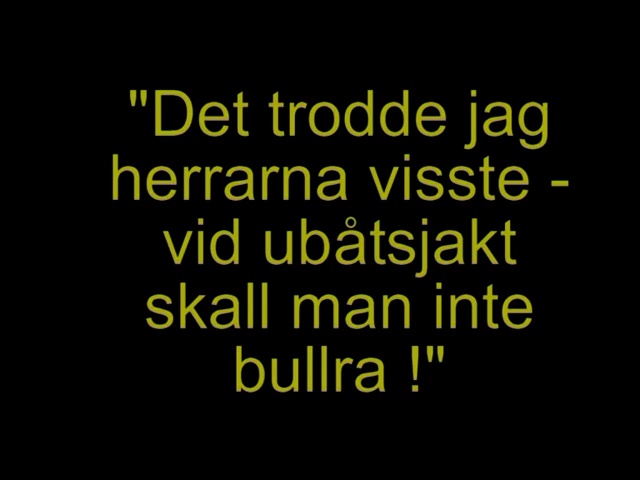 "Det trodde jag
herrarna visste -
vid ubåtsjakt
skall man inte
bullra !"